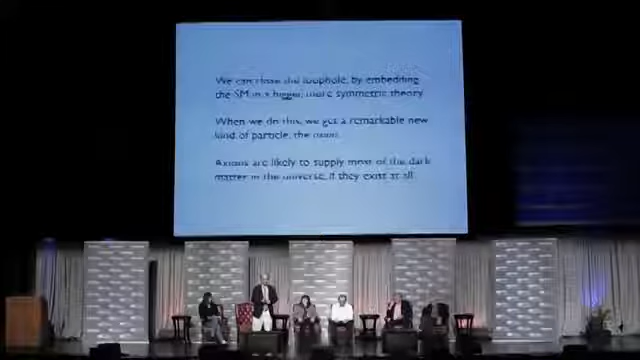 We can close this loophole, by embedding
the SM in a bigger, more symmetric theory
When we do this, we get a remarkable new
kind of particle, the axion.
Axions are likely to supply most of the dark
matter in the universe, if they exist at all.